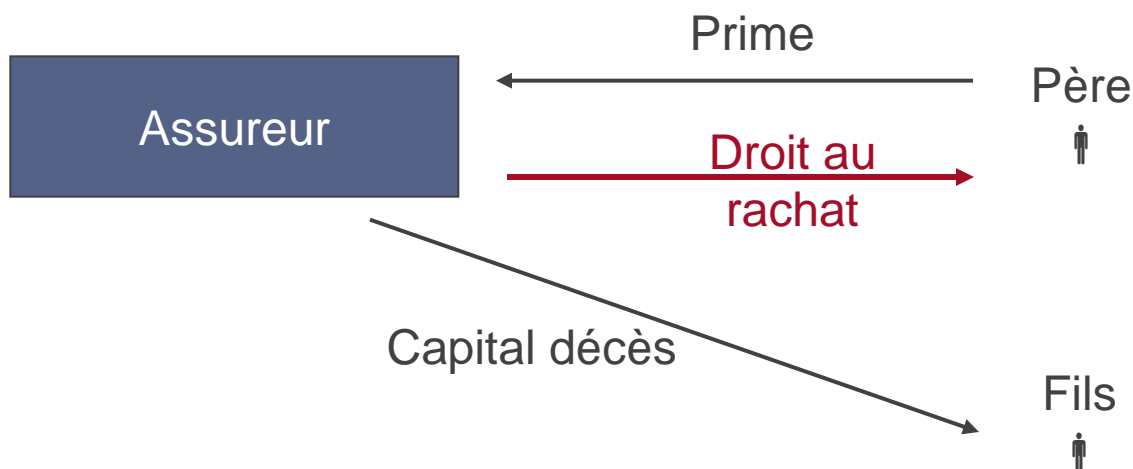 Prime
Père
Assureur
Droit au
rachat
Capital décès
Fils